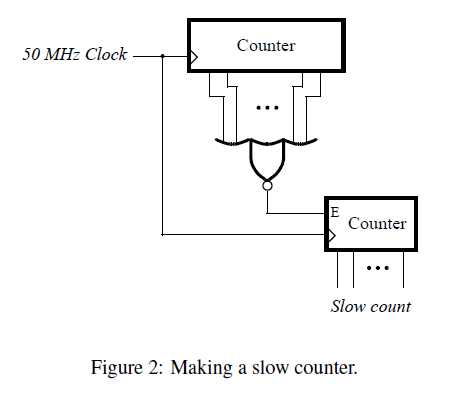 Counter
50 MHz Clock
E
Counter
Slow count
Figure 2: Making a slow counter.